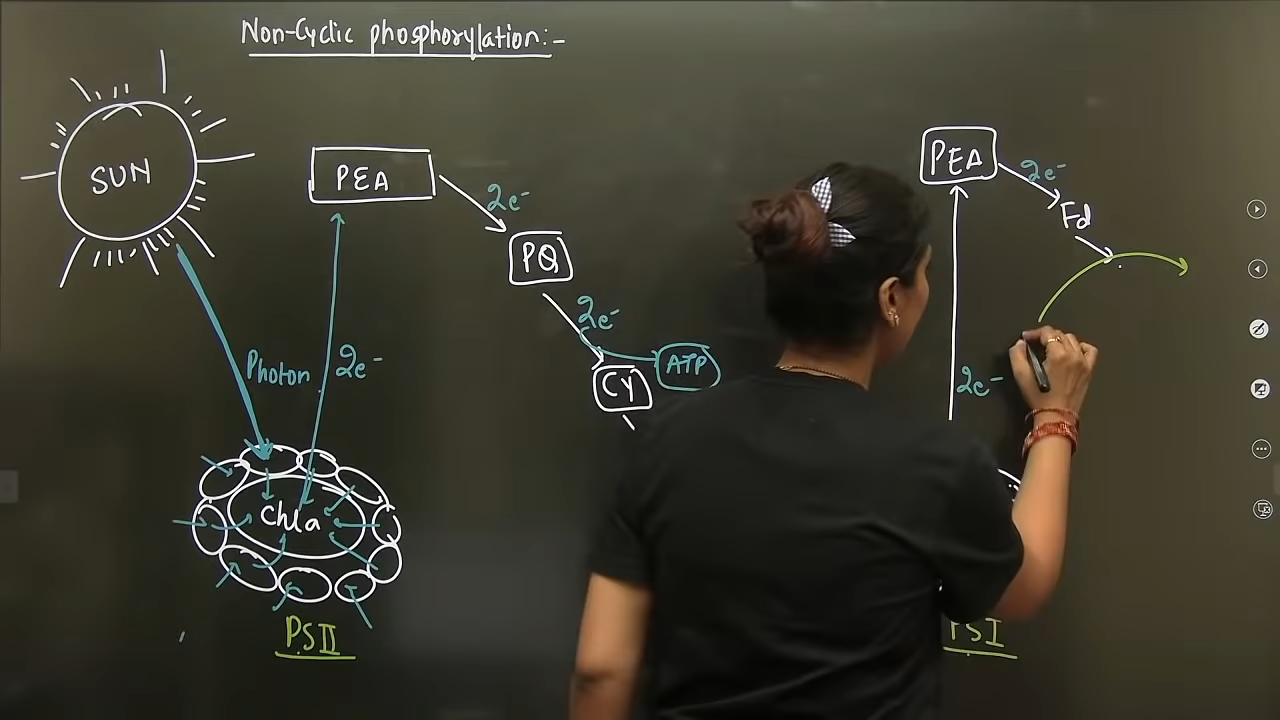 Non-Cyclic phosphorylation:-
SUN
PEA
2e-
PQ
2e-
ATP
CY
Photon
2e-
Chl a
PS II
PEA
2e-
Fd
2e-
PSI